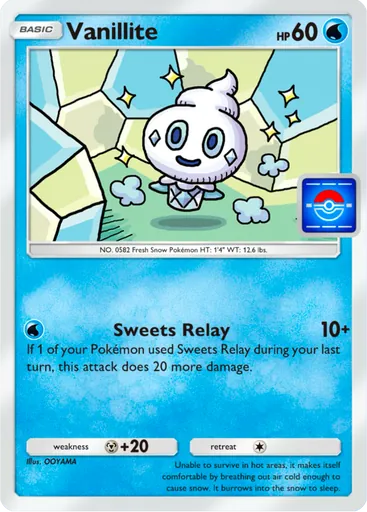 BASIC
Vanillite
HP 60
NO. 0582 Fresh Snow Pokémon HT: 1'4" WT: 12.6 lbs.
Sweets Relay 10+
If 1 of your Pokémon used Sweets Relay during your last
turn, this attack does 20 more damage.
weakness +20 retreat
Illus. OOYAMA
Unable to survive in hot areas, it makes itself
comfortable by breathing out air cold enough to
cause snow. It burrows into the snow to sleep.